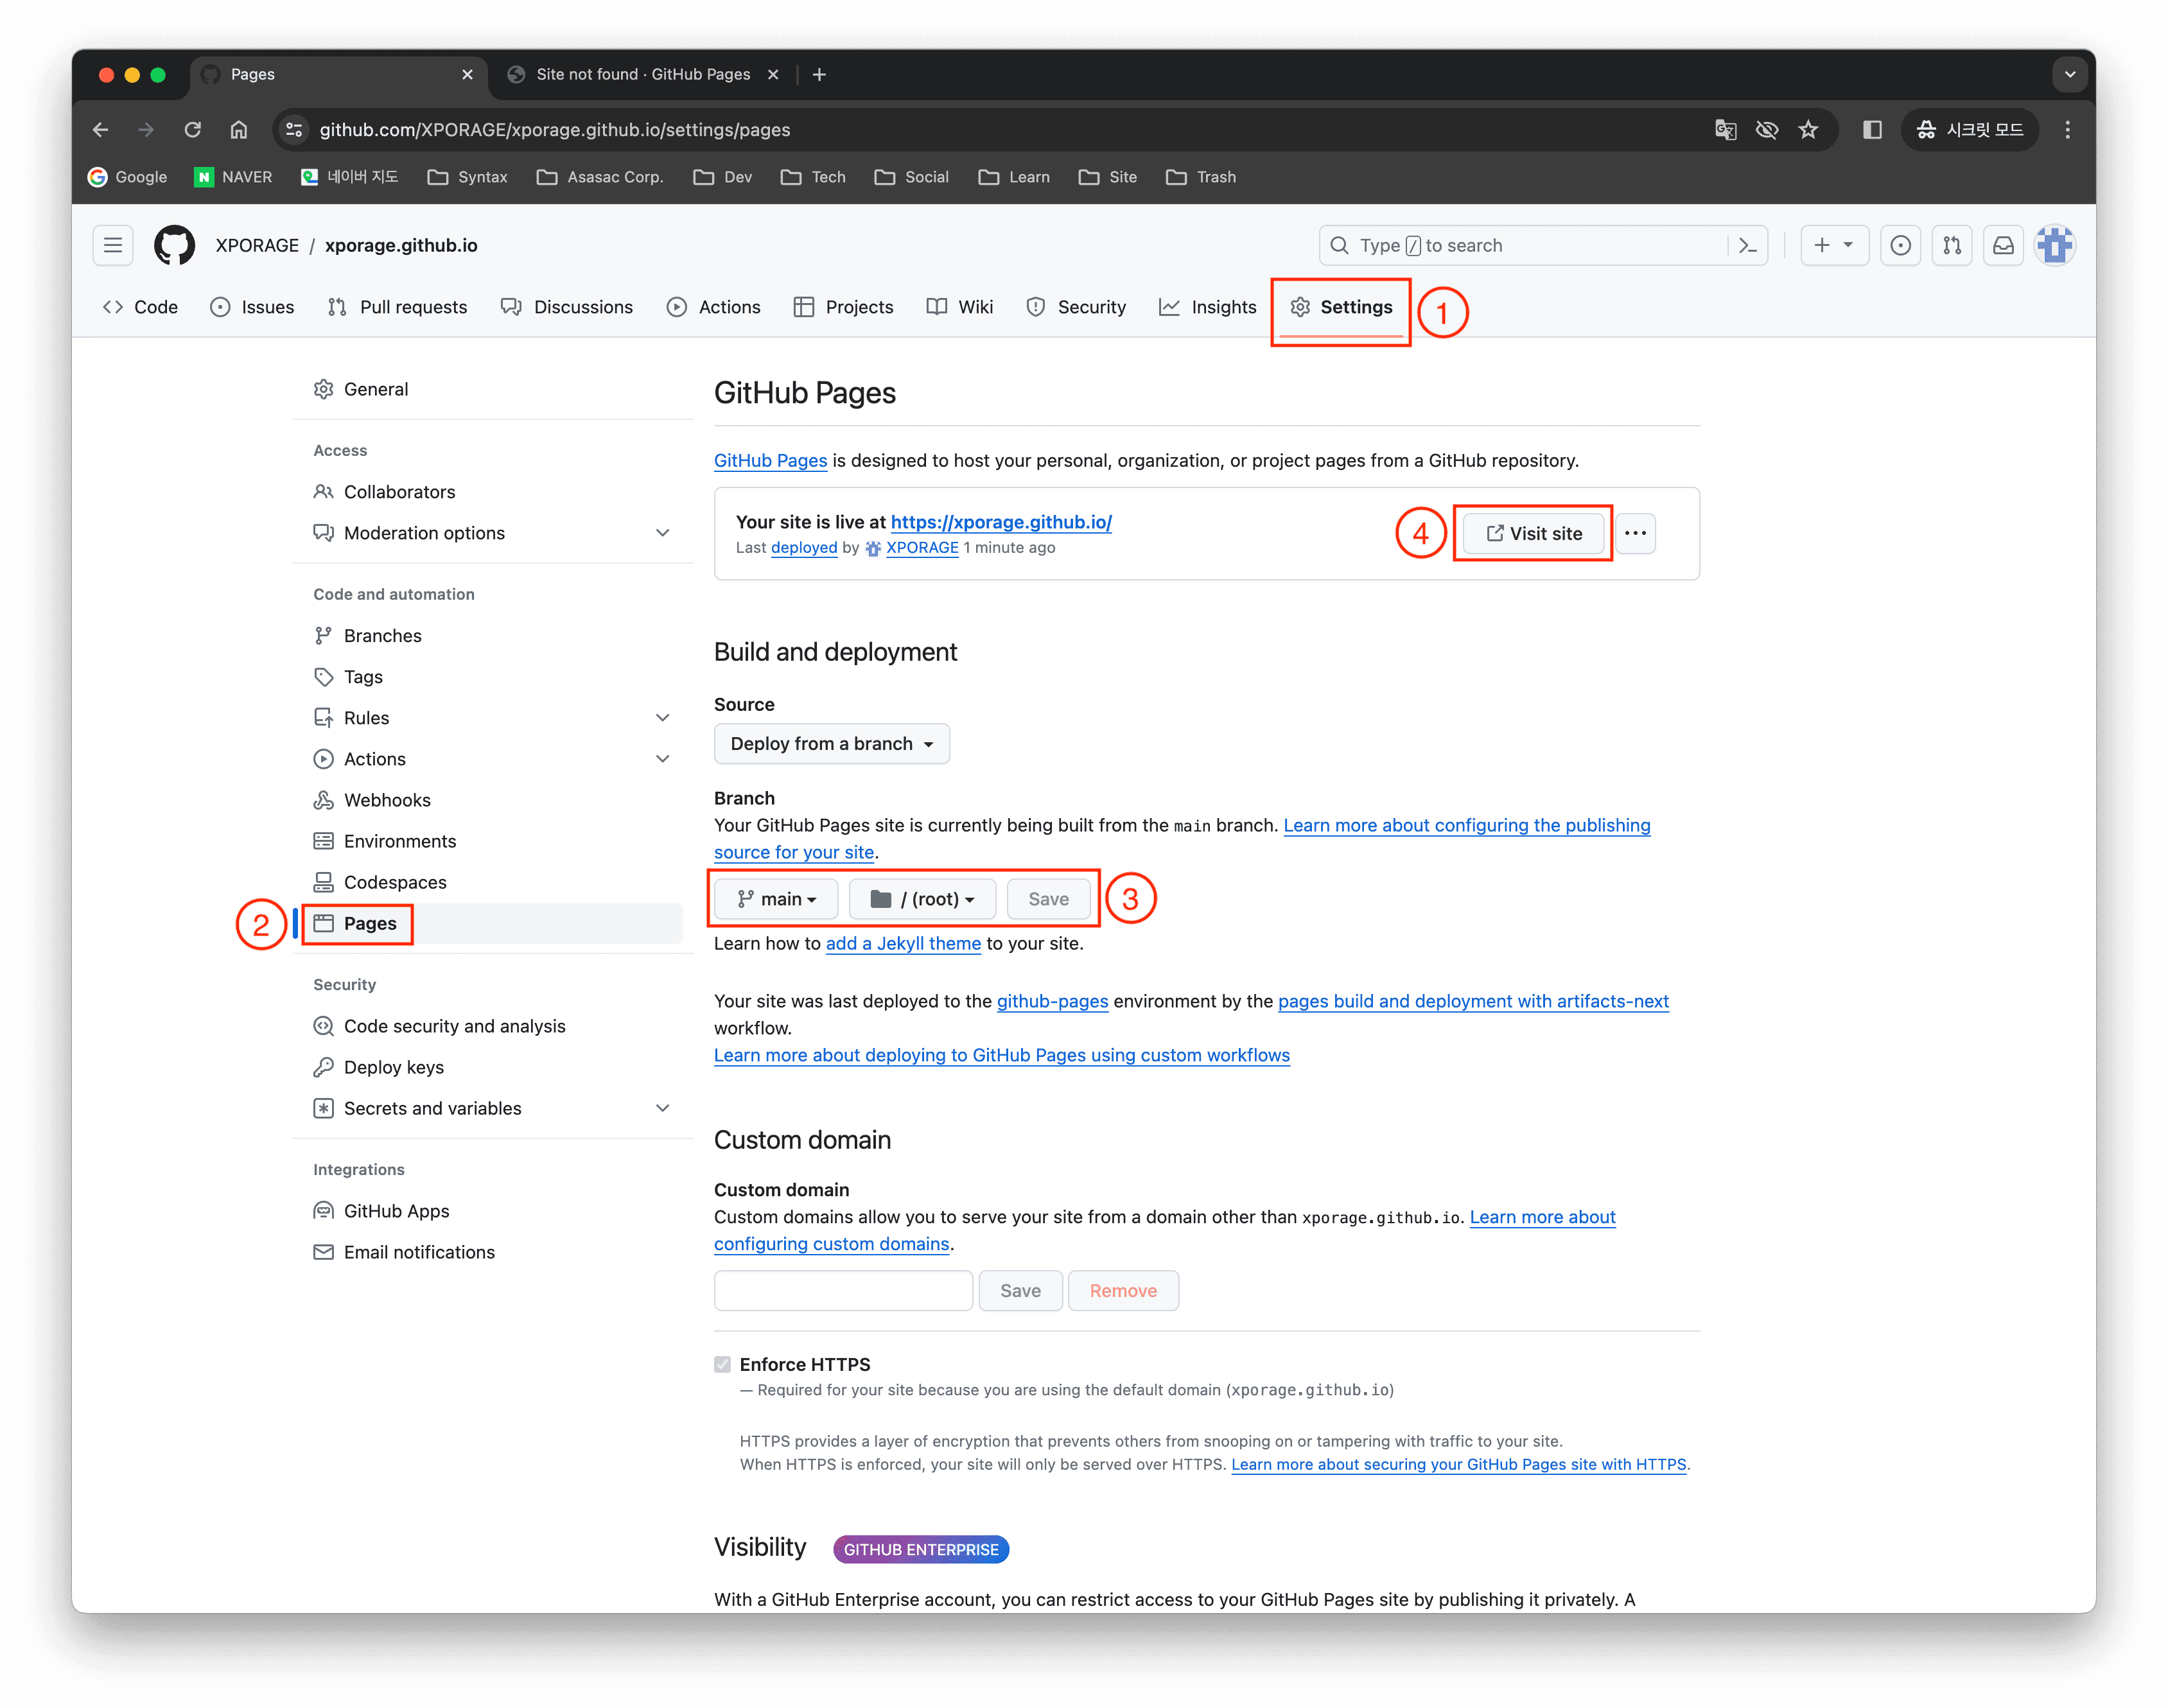 Pages
Site not found · GitHub Pages
github.com/XPORAGE/xporage.github.io/settings/pages
시크릿 모드
Google
NAVER
네이버 지도
Syntax
Asasac Corp.
Dev
Tech
Social
Learn
Site
Trash
XPORAGE / xporage.github.io
Type / to search
Code
Issues
Pull requests
Discussions
Actions
Projects
Wiki
Security
Insights
Settings
1
General
Access
Collaborators
Moderation options
Code and automation
Branches
Tags
Rules
Actions
Webhooks
Environments
Codespaces
2
Pages
Security
Code security and analysis
Deploy keys
Secrets and variables
Integrations
GitHub Apps
Email notifications
GitHub Pages
GitHub Pages is designed to host your personal, organization, or project pages from a GitHub repository.
Your site is live at https://xporage.github.io/
Last deployed by XPORAGE 1 minute ago
4
Visit site
Build and deployment
Source
Deploy from a branch
Branch
Your GitHub Pages site is currently being built from the main branch. Learn more about configuring the publishing
source for your site.
main
/ (root)
Save
3
Learn how to add a Jekyll theme to your site.
Your site was last deployed to the github-pages environment by the pages build and deployment with artifacts-next
workflow.
Learn more about deploying to GitHub Pages using custom workflows
Custom domain
Custom domain
Custom domains allow you to serve your site from a domain other than xporage.github.io. Learn more about
configuring custom domains.
Save
Remove
Enforce HTTPS
— Required for your site because you are using the default domain (xporage.github.io)
HTTPS provides a layer of encryption that prevents others from snooping on or tampering with traffic to your site.
When HTTPS is enforced, your site will only be served over HTTPS. Learn more about securing your GitHub Pages site with HTTPS.
Visibility
GITHUB ENTERPRISE
With a GitHub Enterprise account, you can restrict access to your GitHub Pages site by publishing it privately. A